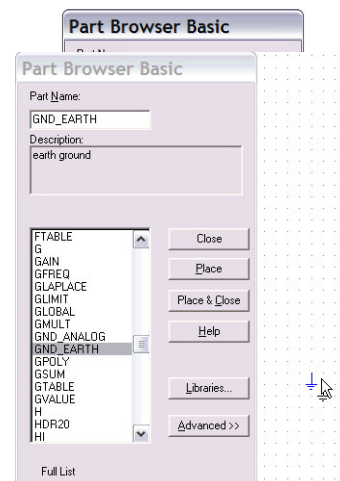 Part Browser Basic
Part Browser Basic
Part Name:
GND_EARTH
Description:
earth ground
FTABLE
G
GAIN
GFREQ
GLAPLACE
GLIMIT
GLOBAL
GMULT
GND_ANALOG
GND_EARTH
GPOLY
GSUM
GTABLE
GVALUE
H
HDR20
HI
Close
Place
Place & Close
Help
Libraries...
Advanced >>
Full List